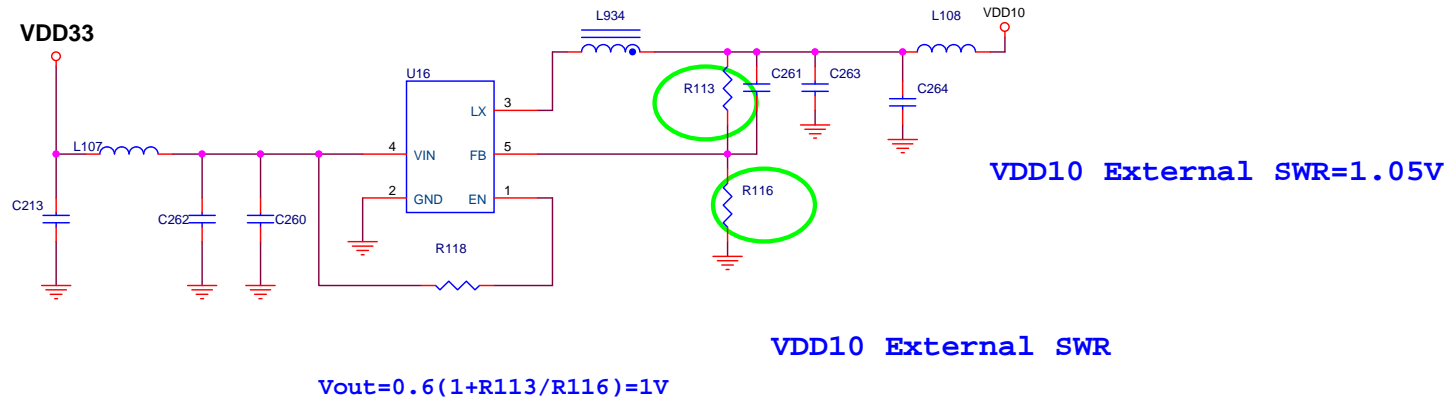 L934
L108
VDD10
VDD33
U16
R113
C261
C263
C264
LX
3
L107
4
VIN
FB
5
VDD10 External SWR=1.05V
R116
2
GND
EN
1
C213
C262
C260
R118
VDD10 External SWR
Vout=0.6(1+R113/R116)=1V